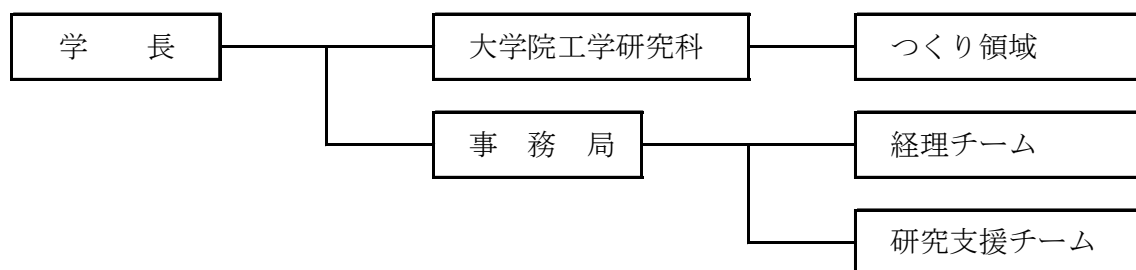 学　長
大学院工学研究科
つくり領域
事　務　局
経理チーム
研究支援チーム